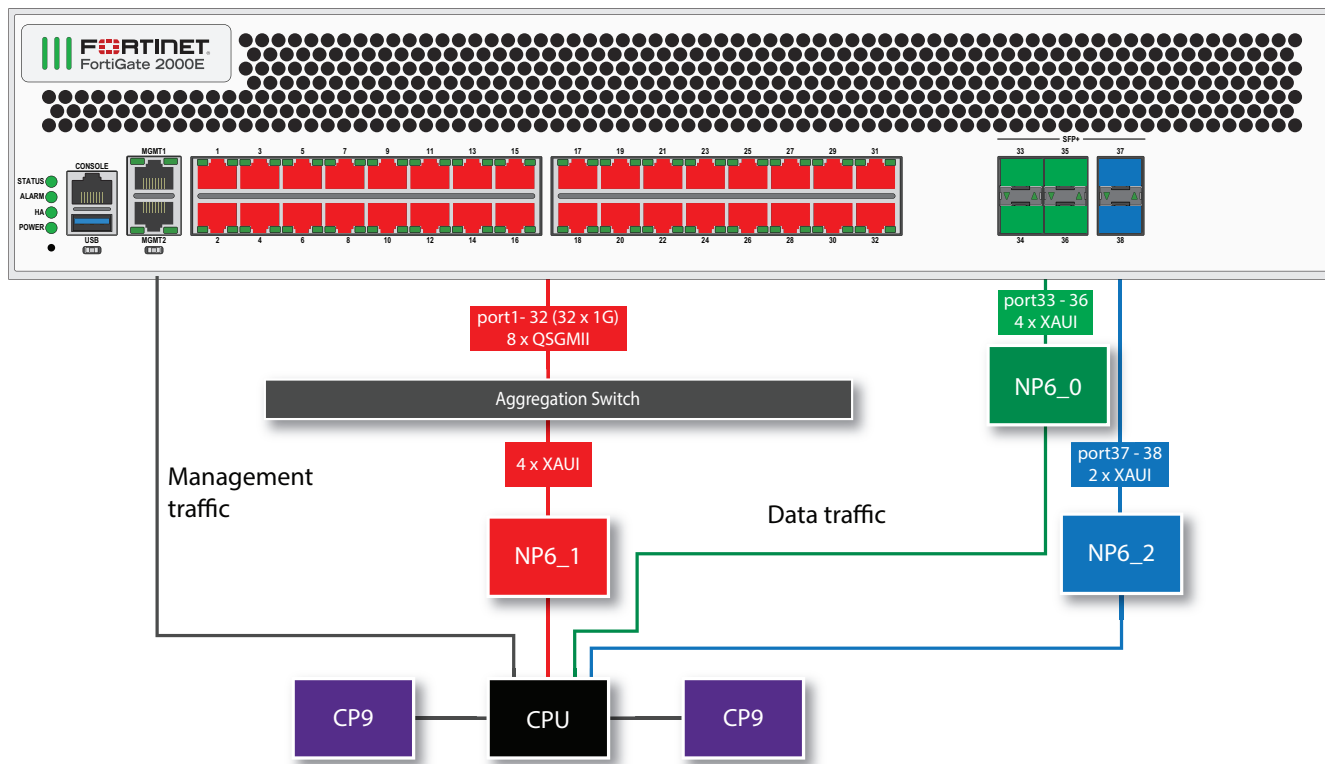 FORTINET
FortiGate 2000E
STATUS
ALARM
HA
POWER
CONSOLE
USB
MGMT1
MGMT2
1 3 5 7 9 11 13 15
2 4 6 8 10 12 14 16
17 19 21 23 25 27 29 31
18 20 22 24 26 28 30 32
SFP+
33 35 37
34 36 38
port1- 32 (32 x 1G)
8 x QSGMII
port33 - 36
4 x XAUI
NP6_0
Aggregation Switch
port37 - 38
2 x XAUI
4 x XAUI
Management
traffic
Data traffic
NP6_1
NP6_2
CP9
CPU
CP9